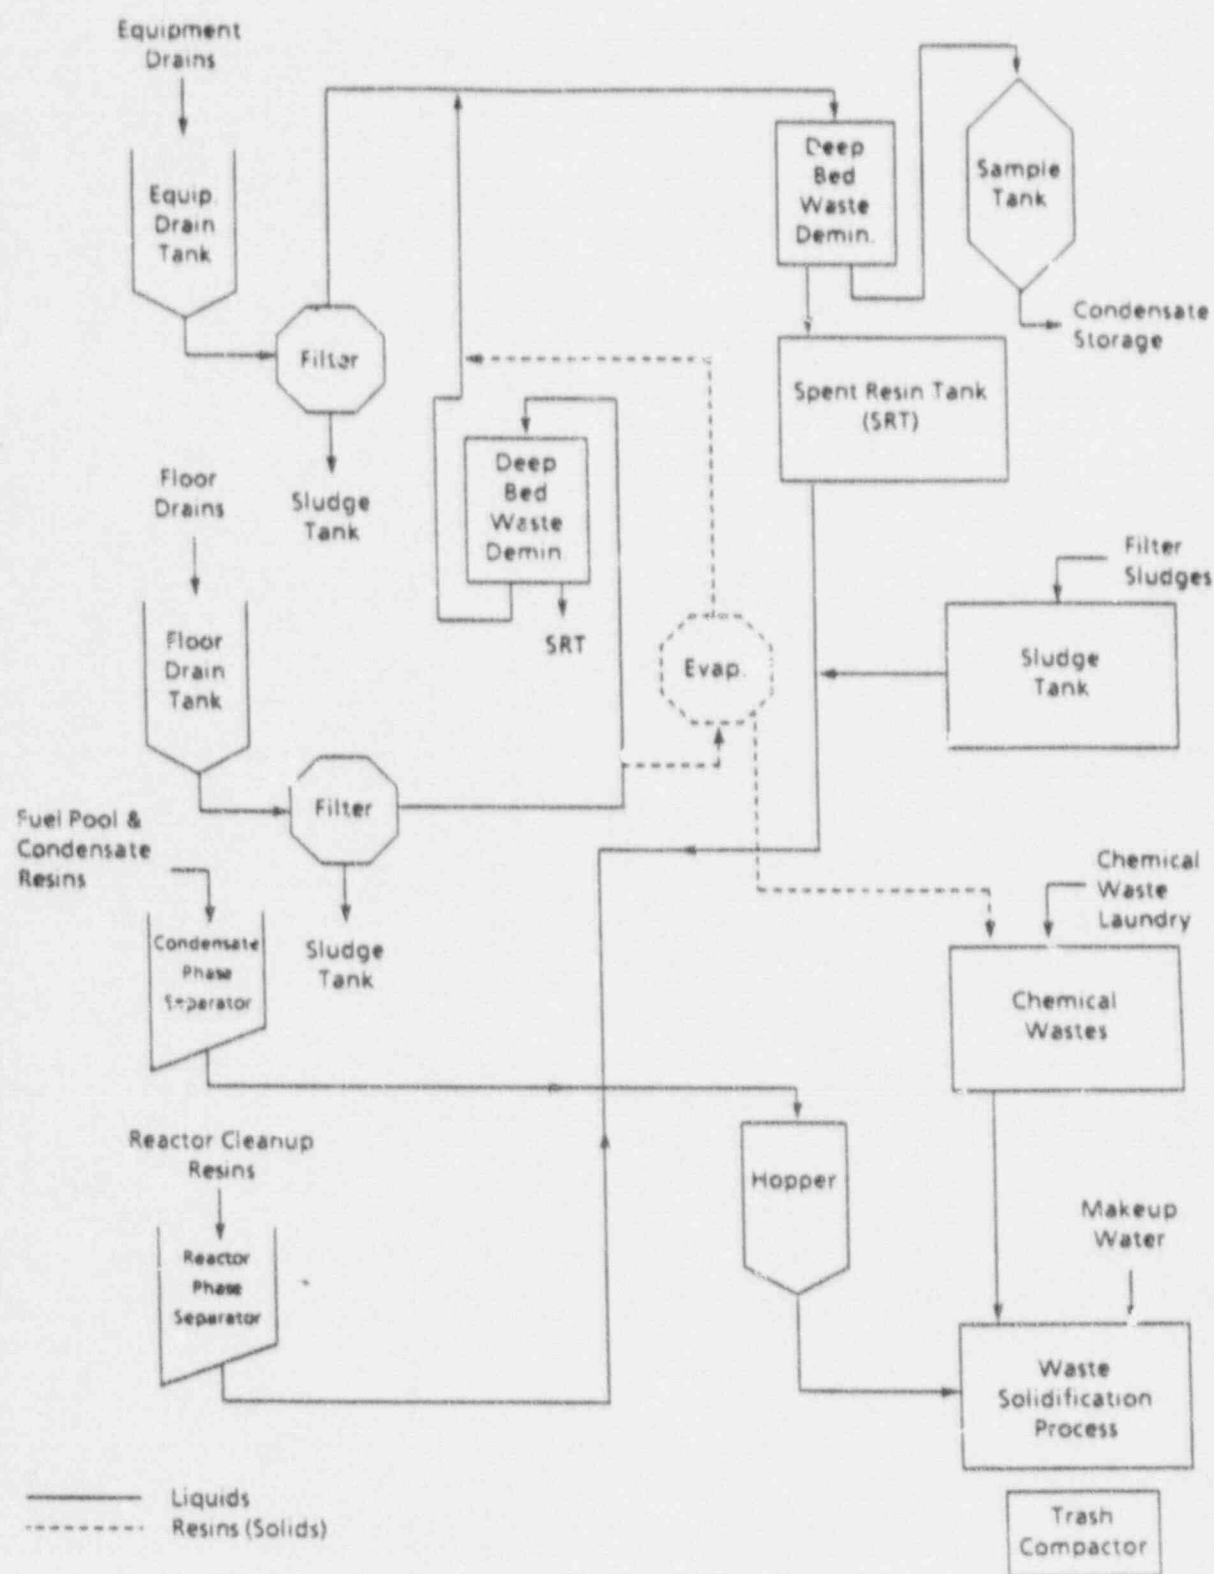 Equipment
Drains
Equip.
Drain
Tank
Filter
Sludge
Tank
Deep
Bed
Waste
Demin.
Sample
Tank
Condensate
Storage
Spent Resin Tank
(SRT)
Floor
Drains
Deep
Bed
Waste
Demin.
SRT
Filter
Sludges
Sludge
Tank
Evap.
Floor
Drain
Tank
Filter
Sludge
Tank
Fuel Pool &
Condensate
Resins
Condensate
Phase
Separator
Chemical
Waste
Laundry
Chemical
Wastes
Reactor Cleanup
Resins
Reactor
Phase
Separator
Hopper
Makeup
Water
Waste
Solidification
Process
Trash
Compactor
Liquids
Resins (Solids)